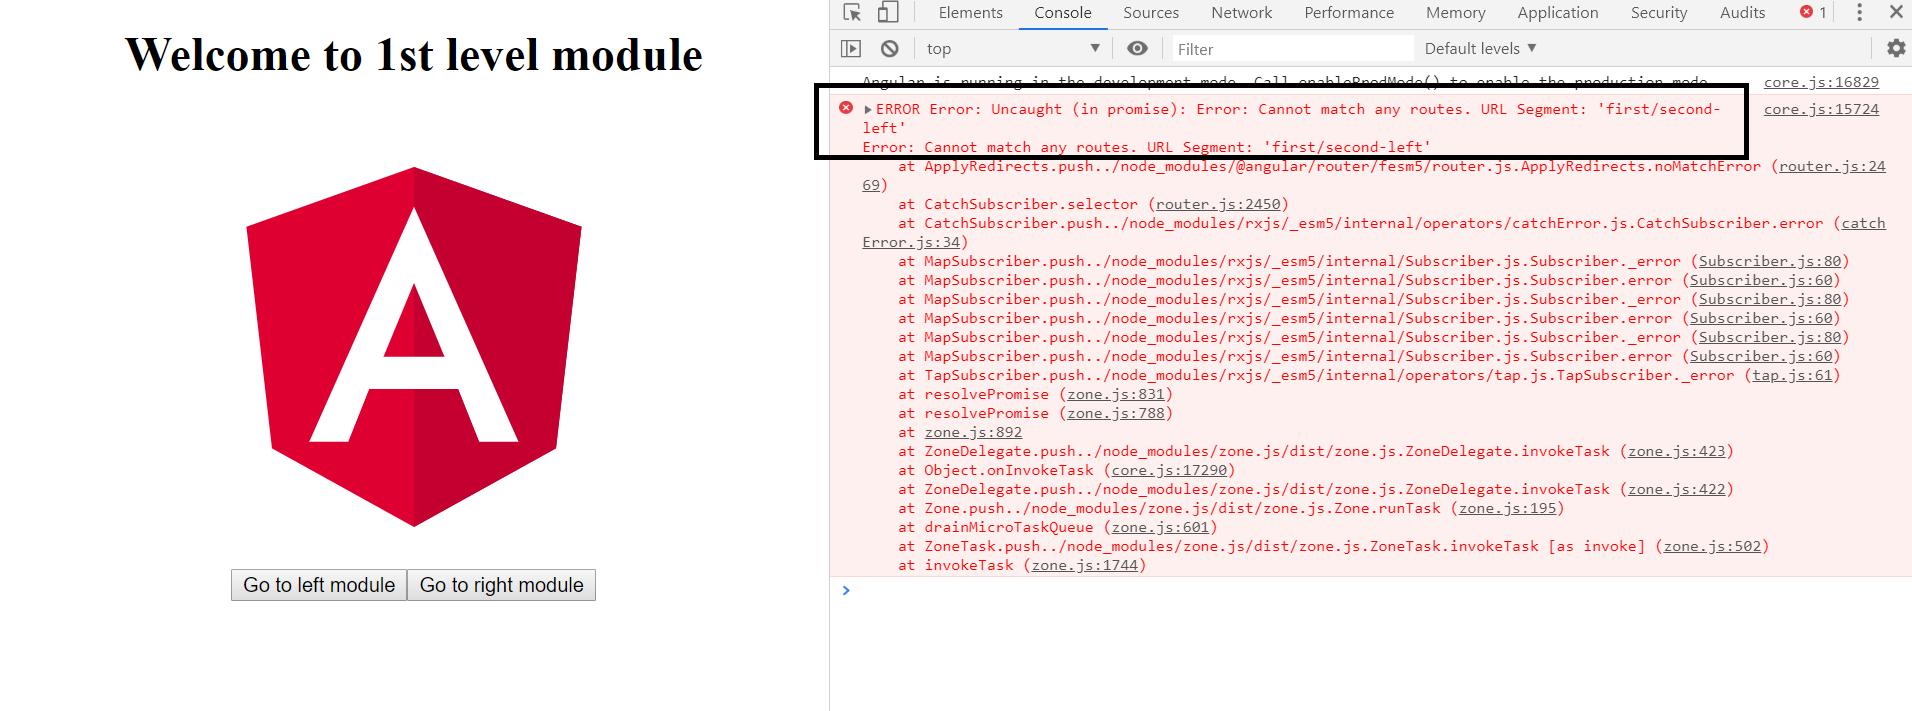 Welcome to 1st level module
Go to left module Go to right module
Elements Console Sources Network Performance Memory Application Security Audits 1
top Filter Default levels ▼
Angular is running in the development mode. Call enableProdMode() to enable the production mode. core.js:16829
ERROR Error: Uncaught (in promise): Error: Cannot match any routes. URL Segment: 'first/second- core.js:15724
left'
Error: Cannot match any routes. URL Segment: 'first/second-left'
at ApplyRedirects.push../node_modules/@angular/router/fesm5/router.js.ApplyRedirects.noMatchError (router.js:24
69)
at CatchSubscriber.selector (router.js:2450)
at CatchSubscriber.push../node_modules/rxjs/_esm5/internal/operators/catchError.js.CatchSubscriber.error (catch
Error.js:34)
at MapSubscriber.push../node_modules/rxjs/_esm5/internal/Subscriber.js.Subscriber._error (Subscriber.js:80)
at MapSubscriber.push../node_modules/rxjs/_esm5/internal/Subscriber.js.Subscriber.error (Subscriber.js:60)
at MapSubscriber.push../node_modules/rxjs/_esm5/internal/Subscriber.js.Subscriber._error (Subscriber.js:80)
at MapSubscriber.push../node_modules/rxjs/_esm5/internal/Subscriber.js.Subscriber.error (Subscriber.js:60)
at MapSubscriber.push../node_modules/rxjs/_esm5/internal/Subscriber.js.Subscriber._error (Subscriber.js:80)
at MapSubscriber.push../node_modules/rxjs/_esm5/internal/Subscriber.js.Subscriber.error (Subscriber.js:60)
at TapSubscriber.push../node_modules/rxjs/_esm5/internal/operators/tap.js.TapSubscriber._error (tap.js:61)
at resolvePromise (zone.js:831)
at resolvePromise (zone.js:788)
at zone.js:892
at ZoneDelegate.push../node_modules/zone.js/dist/zone.js.ZoneDelegate.invokeTask (zone.js:423)
at Object.onInvokeTask (core.js:17290)
at ZoneDelegate.push../node_modules/zone.js/dist/zone.js.ZoneDelegate.invokeTask (zone.js:422)
at Zone.push../node_modules/zone.js/dist/zone.js.Zone.runTask (zone.js:195)
at drainMicroTaskQueue (zone.js:601)
at ZoneTask.push../node_modules/zone.js/dist/zone.js.ZoneTask.invokeTask [as invoke] (zone.js:502)
at invokeTask (zone.js:1744)